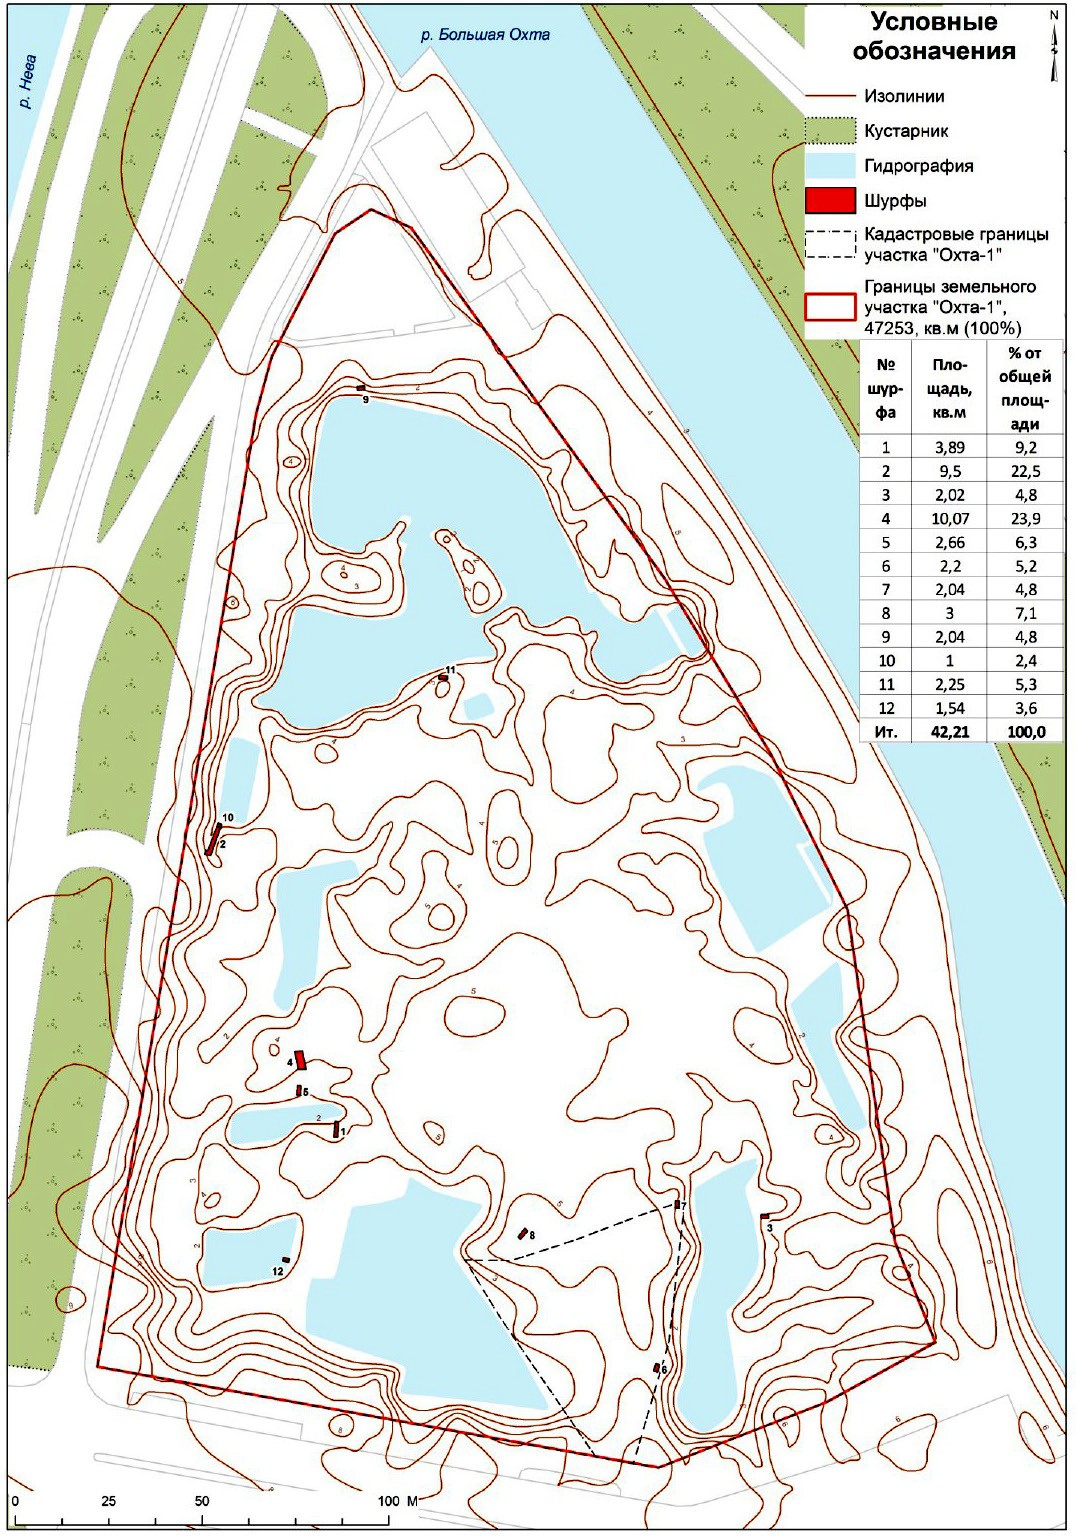 р. Нева
р. Большая Охта
N
S
Условные
обозначения
Изолинии
Кустарник
Гидрография
Шурфы
Кадастровые границы
участка "Охта-1"
Границы земельного
участка "Охта-1",
47253, кв.м (100%)
№ шур- фа Пло- щадь, кв.м % от общей площ- ади
1 3,89 9,2
2 9,5 22,5
3 2,02 4,8
4 10,07 23,9
5 2,66 6,3
6 2,2 5,2
7 2,04 4,8
8 3 7,1
9 2,04 4,8
10 1 2,4
11 2,25 5,3
12 1,54 3,6
Ит. 42,21 100,0
9
11
10
2
4
5
1
7
8
3
12
6
0 25 50 100 М